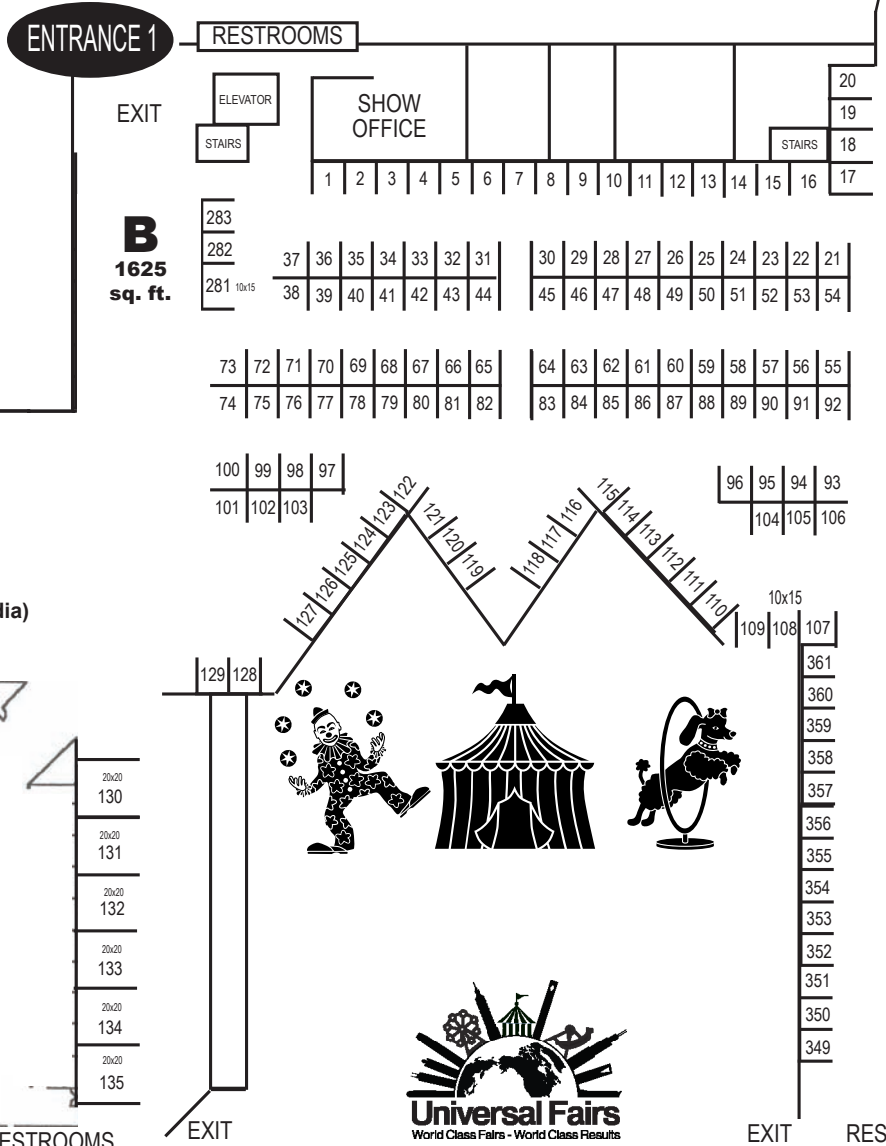 ENTRANCE 1
RESTROOMS
EXIT
ELEVATOR
STAIRS
SHOW
OFFICE
STAIRS
20
19
18
17
1 2 3 4 5 6 7 8 9 10 11 12 13 14 15 16
B
1625
sq. ft.
283
282
281 10x15
37 36 35 34 33 32 31
38 39 40 41 42 43 44
30 29 28 27 26 25 24 23 22 21
45 46 47 48 49 50 51 52 53 54
73 72 71 70 69 68 67 66 65
74 75 76 77 78 79 80 81 82
64 63 62 61 60 59 58 57 56 55
83 84 85 86 87 88 89 90 91 92
100 99 98 97
101 102 103
96 95 94 93
104 105 106
127 126 125 124 123 122
121 120 119
118 117 116
115 114 113 112 111 110
10x15
109 108 107
dia)
129 128
361
360
359
358
357
356
355
354
353
352
351
350
349
20x20
130
20x20
131
20x20
132
20x20
133
20x20
134
20x20
135
Universal Fairs
World Class Fairs - World Class Results
ESTROOMS
EXIT
EXIT
RES